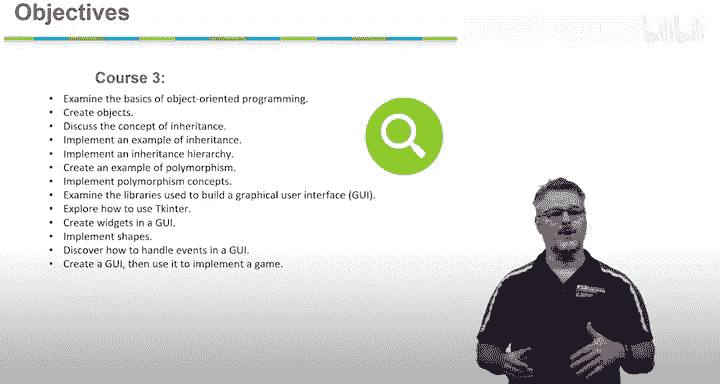 Objectives
Course 3:
• Examine the basics of object-oriented programming.
• Create objects.
• Discuss the concept of inheritance.
• Implement an example of inheritance.
• Implement an inheritance hierarchy.
• Create an example of polymorphism.
• Implement polymorphism concepts.
• Examine the libraries used to build a graphical user interface (GUI).
• Explore how to use Tkinter.
• Create widgets in a GUI.
• Implement shapes.
• Discover how to handle events in a GUI.
• Create a GUI, then use it to implement a game.
bilibili